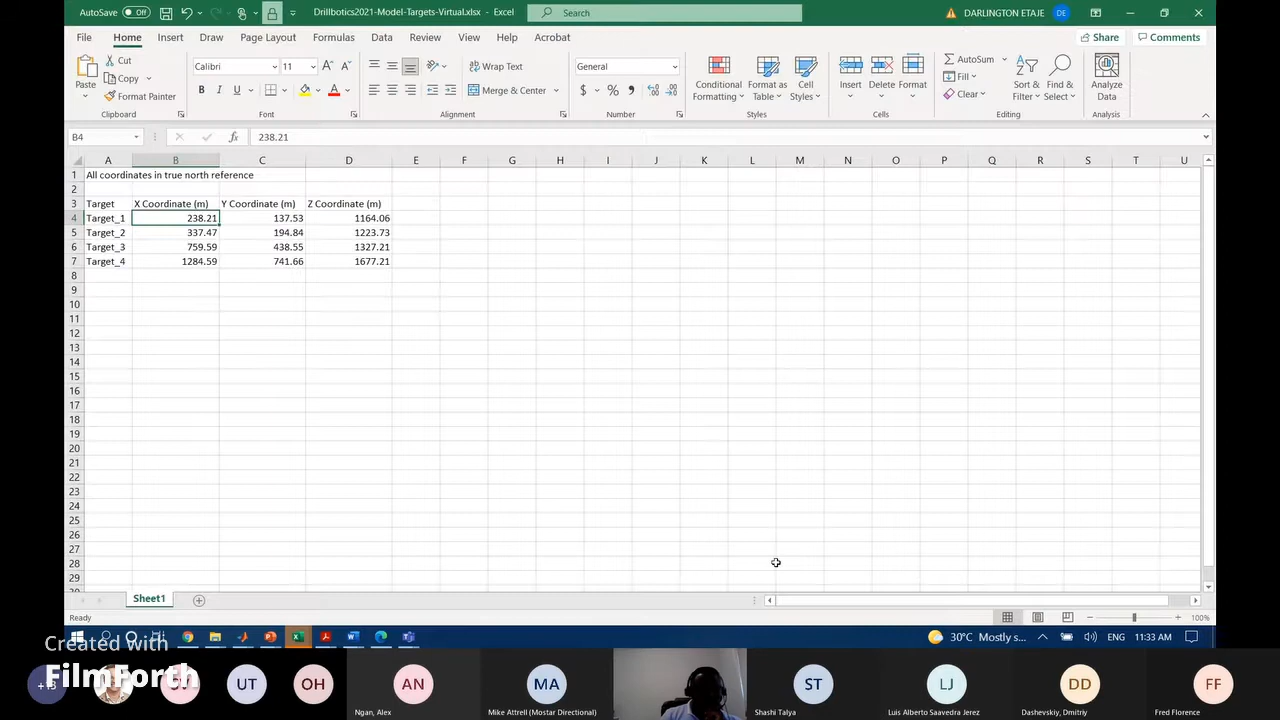 AutoSave Off Drillbotics2021-Model-Targets-Virtual.xlsx - Excel Search DARLINGTON ETAJE DE
File Home Insert Draw Page Layout Formulas Data Review View Help Acrobat Share Comments
Paste Cut Copy Format Painter Clipboard
Calibri 11 B I U A Font
Wrap Text Merge & Center Alignment
General $ % , Number
Conditional Formatting Format as Table Cell Styles Styles
Insert Delete Format Cells
AutoSum Fill Clear Sort & Filter Find & Select Editing
Analyze Data Analysis
B4 fx 238.21
A B C D E F G H I J K L M N O P Q R S T U
1 All coordinates in true north reference
2
3 Target X Coordinate (m) Y Coordinate (m) Z Coordinate (m)
4 Target_1 238.21 137.53 1164.06
5 Target_2 337.47 194.84 1223.73
6 Target_3 759.59 438.55 1327.21
7 Target_4 1284.59 741.66 1677.21
8
9
10
11
12
13
14
15
16
17
18
19
20
21
22
23
24
25
26
27
28
29
Sheet1
Ready 100%
30°C Mostly s... ENG 11:33 AM
Created with
FilmForth
+13 UT OH AN MA ST LJ DD FF
Ngan, Alex Mike Attrell (Mostar Directional) Shashi Talya Luis Alberto Saavedra Jerez Dashevskiy, Dmitriy Fred Florence